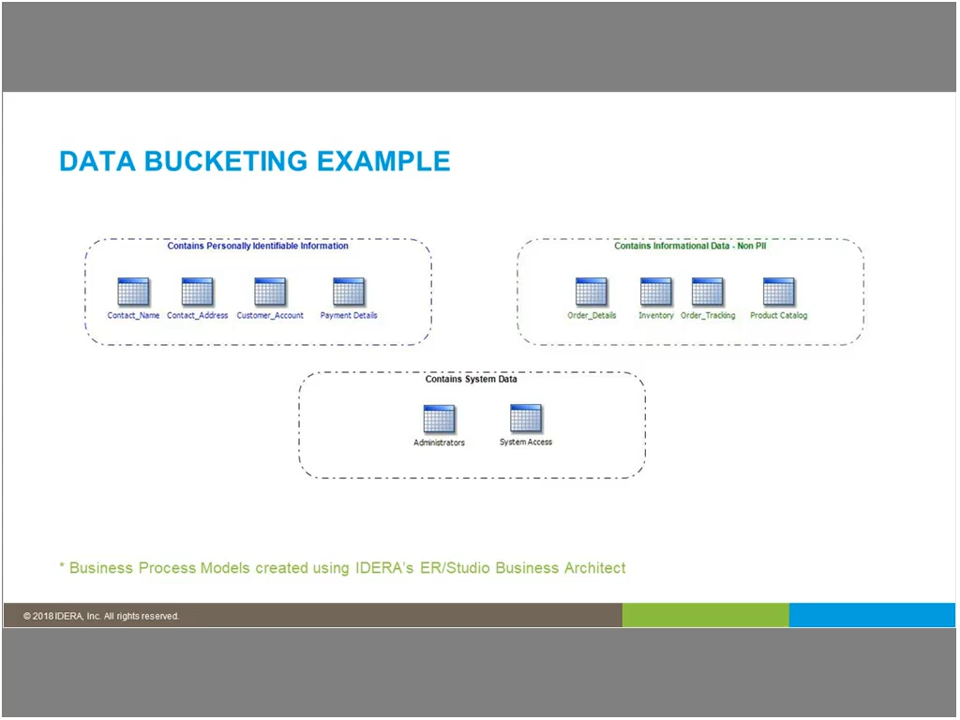 DATA BUCKETING EXAMPLE
Contains Personally Identifiable Information
Contact_Name Contact_Address Customer_Account Payment Details
Contains Informational Data - Non PII
Order_Details Inventory Order_Tracking Product Catalog
Contains System Data
Administrators System Access
* Business Process Models created using IDERA's ER/Studio Business Architect
© 2018 IDERA, Inc. All rights reserved.